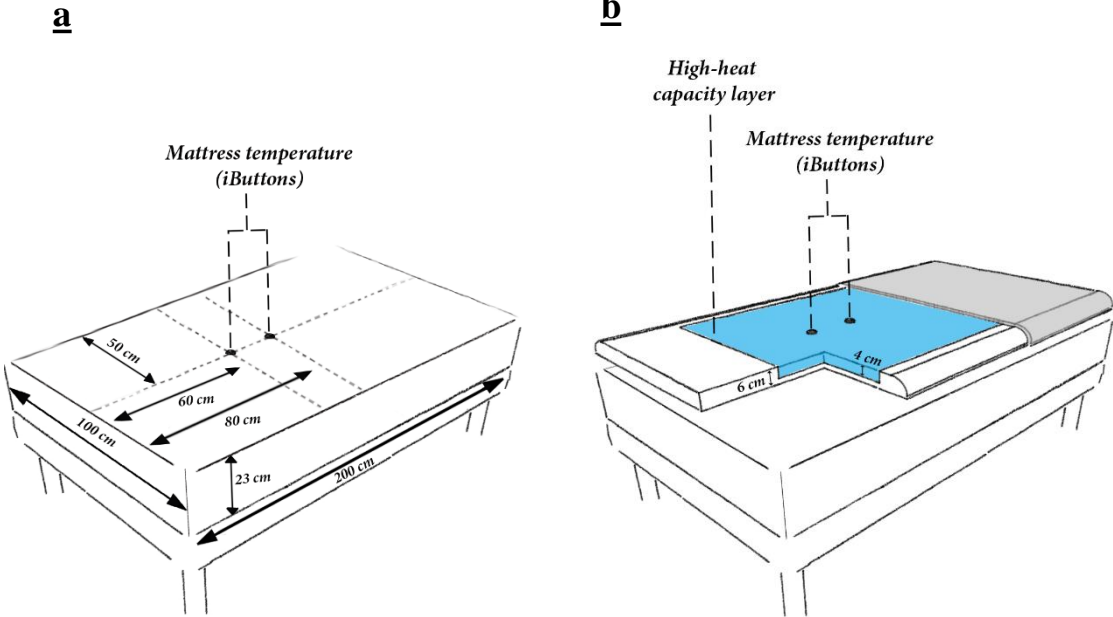 a
Mattress temperature
(iButtons)
50 cm
60 cm
80 cm
100 cm
23 cm
200 cm
b
High-heat
capacity layer
Mattress temperature
(iButtons)
4 cm
6 cm